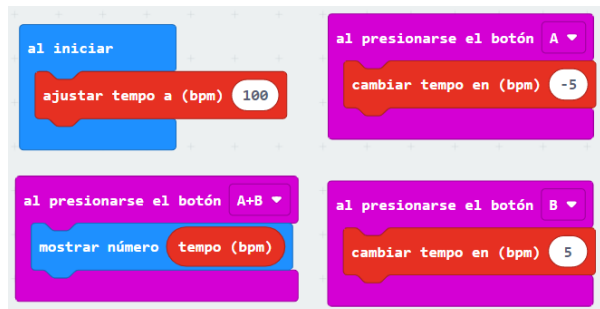 al iniciar
ajustar tempo a (bpm) 100
al presionarse el botón A
cambiar tempo en (bpm) -5
al presionarse el botón A+B
mostrar número tempo (bpm)
al presionarse el botón B
cambiar tempo en (bpm) 5